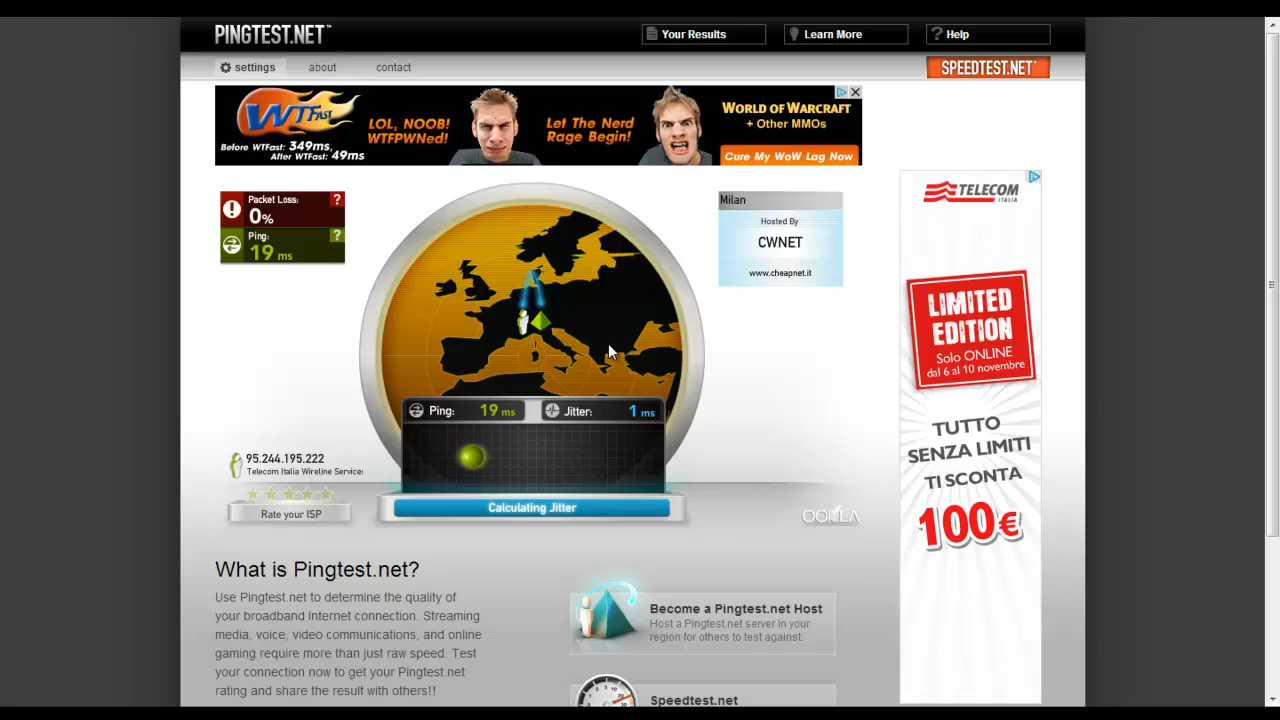 PINGTEST.NET™
Your Results
Learn More
? Help
settings
about
contact
SPEEDTEST.NET
WTFAST
Before WTFast: 349ms,
After WTFast: 49ms
LOL, NOOB!
WTFPWNed!
Let The Nerd
Rage Begin!
World of Warcraft
+ Other MMOs
Cure My WoW Lag Now
Packet Loss: ?
0%
Ping: ?
19 ms
Milan
Hosted By
CWNET
www.cheapnet.it
TELECOM
ITALIA
LIMITED
EDITION
Solo ONLINE
dal 6 al 10 novembre
TUTTO
SENZA LIMITI
TI SCONTA
100€
Ping: 19 ms
Jitter: 1 ms
Calculating Jitter
95.244.195.222
Telecom Italia Wireline Service
Rate your ISP
OOKLA
What is Pingtest.net?
Use Pingtest.net to determine the quality of
your broadband Internet connection. Streaming
media, voice, video communications, and online
gaming require more than just raw speed. Test
your connection now to get your Pingtest.net
rating and share the result with others!!
Become a Pingtest.net Host
Host a Pingtest.net server in your
region for others to test against.
Speedtest.net